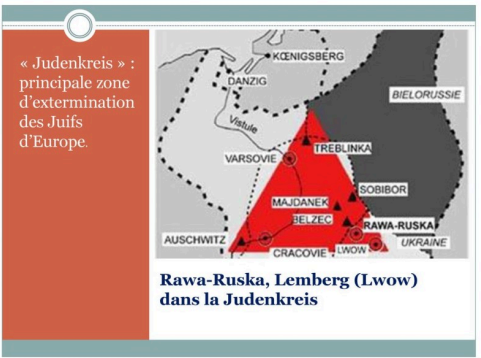 « Judenkreis » :
principale zone
d'extermination
des Juifs
d'Europe.
KŒNIGSBERG
DANZIG
BIELORUSSIE
Vistule
TREBLINKA
VARSOVIE
SOBIBOR
MAJDANEK
BELZEC
RAWA-RUSKA
AUSCHWITZ
LWOW
UKRAINE
CRACOVIE
Rawa-Ruska, Lemberg (Lwow)
dans la Judenkreis